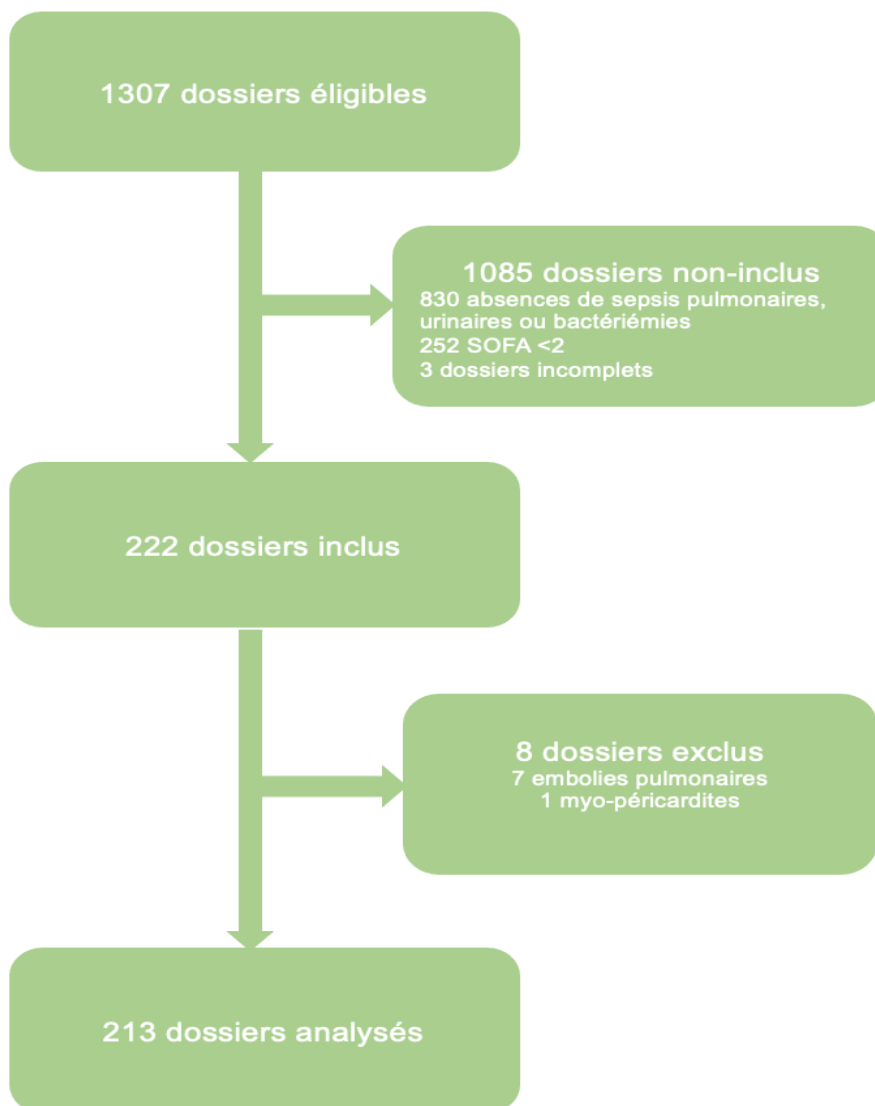 1307 dossiers éligibles
1085 dossiers non-inclus
830 absences de sepsis pulmonaires,
urinaires ou bactériémies
252 SOFA <2
3 dossiers incomplets
222 dossiers inclus
8 dossiers exclus
7 embolies pulmonaires
1 myo-péricardites
213 dossiers analysés